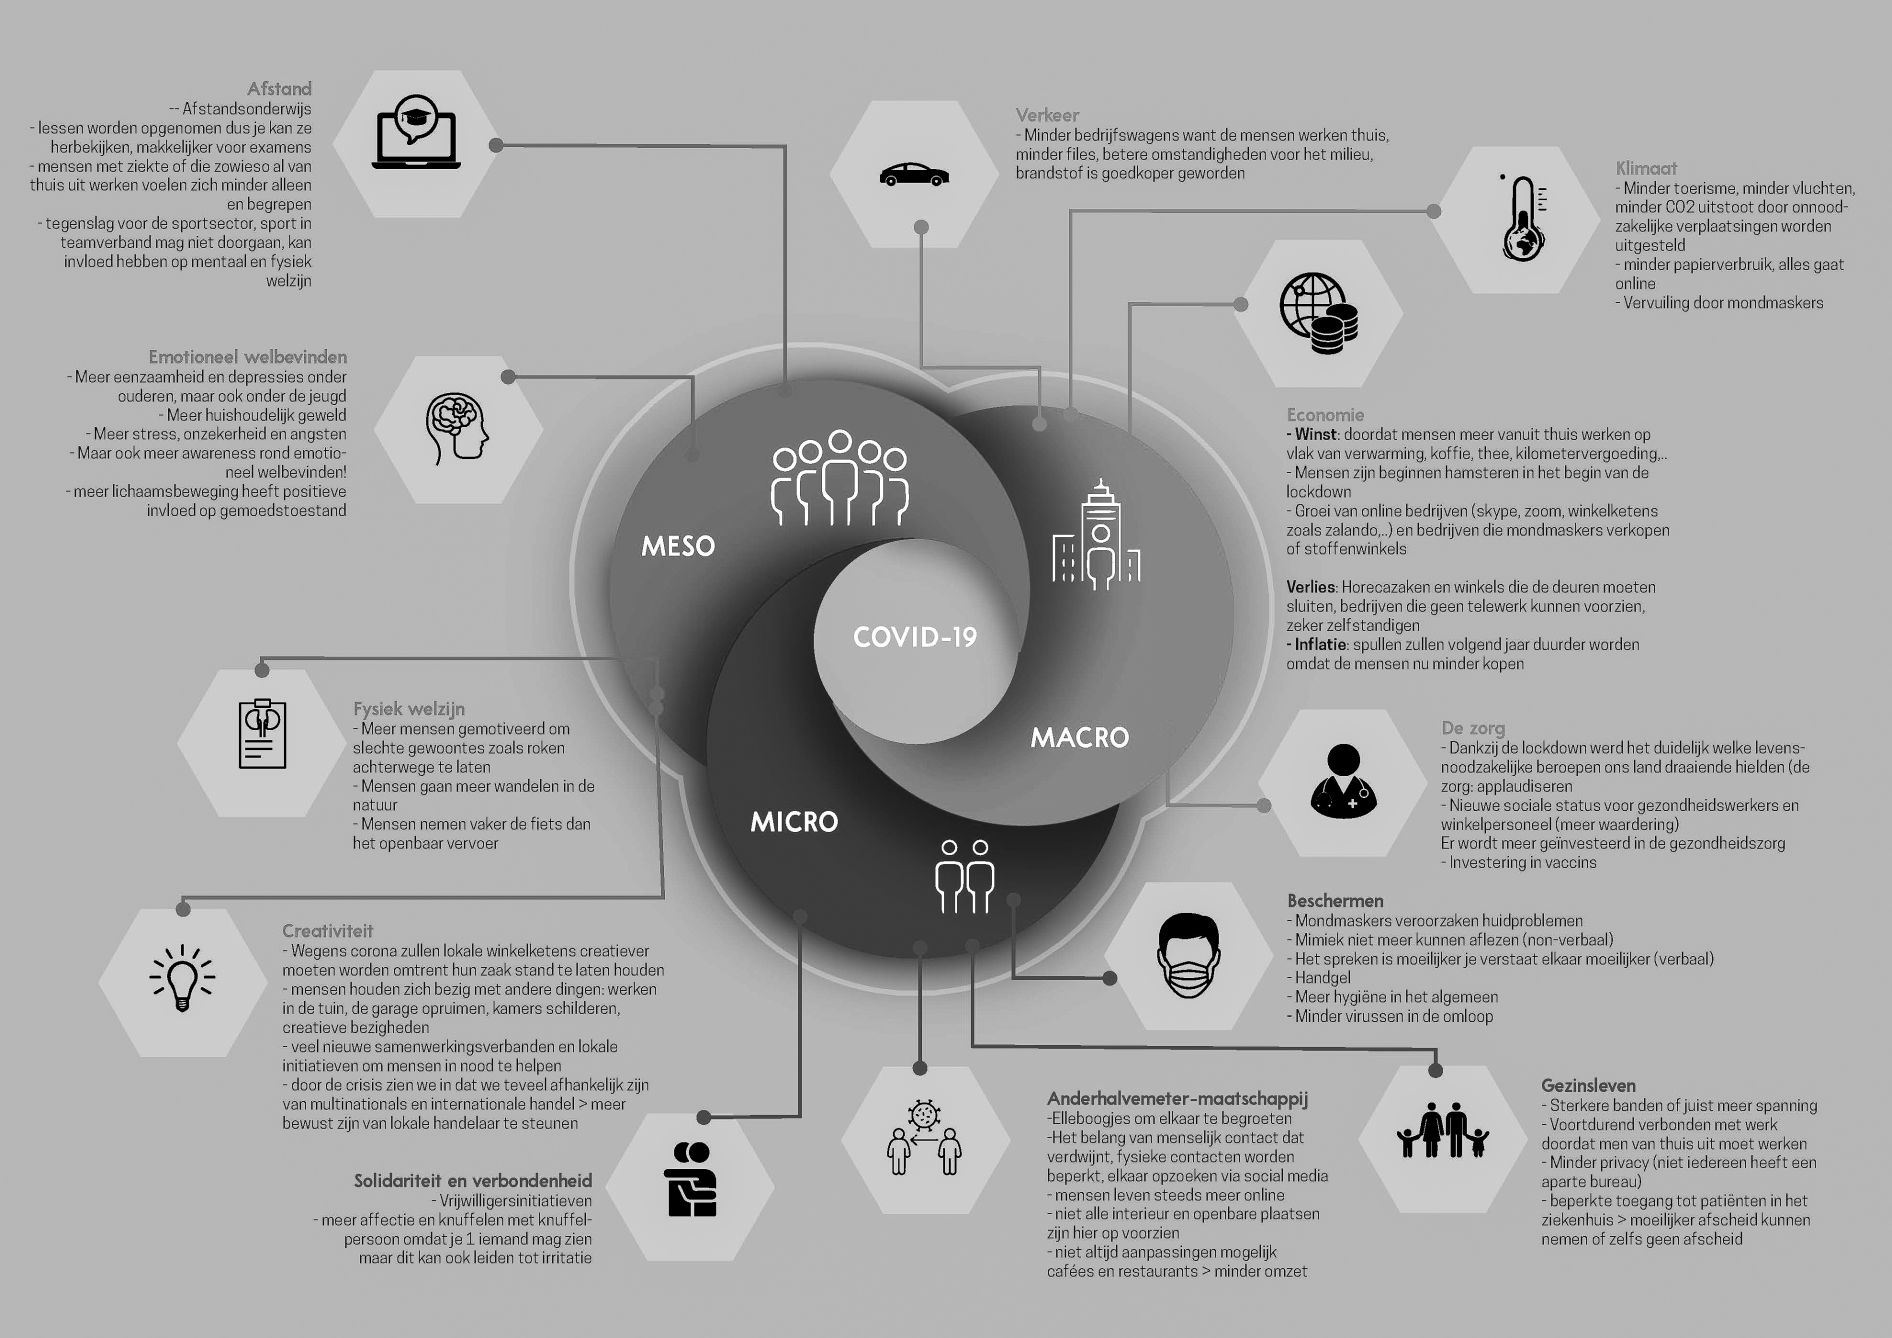 Afstand
-- Afstandsonderwijs
- lessen worden opgenomen dus je kan ze
herbekijken, makkelijker voor examens
- mensen met ziekte of die zowieso al van
thuis uit werken voelen zich minder alleen
en begrepen
- tegenslag voor de sportsector, sport in
teamverband mag niet doorgaan, kan
invloed hebben op mentaal en fysiek
welzijn
Verkeer
- Minder bedrijfswagens want de mensen werken thuis,
minder files, betere omstandigheden voor het milieu,
brandstof is goedkoper geworden
Klimaat
- Minder toerisme, minder vluchten,
minder CO2 uitstoot door onnood-
zakelijke verplaatsingen worden
uitgesteld
- minder papierverbruik, alles gaat
online
- Vervuiling door mondmaskers
Emotioneel welbevinden
- Meer eenzaamheid en depressies onder
ouderen, maar ook onder de jeugd
- Meer huishoudelijk geweld
- Meer stress, onzekerheid en angsten
- Maar ook meer awareness rond emotio-
neel welbevinden!
- meer lichaamsbeweging heeft positieve
invloed op gemoedstoestand
Economie
- Winst: doordat mensen meer vanuit thuis werken op
vlak van verwarming, koffie, thee, kilometervergoeding,..
- Mensen zijn beginnen hamsteren in het begin van de
lockdown
- Groei van online bedrijven (skype, zoom, winkelketens
zoals zalando,..) en bedrijven die mondmaskers verkopen
of stoffenwinkels
Verlies: Horecazaken en winkels die de deuren moeten
sluiten, bedrijven die geen telewerk kunnen voorzien,
zeker zelfstandigen
- Inflatie: spullen zullen volgend jaar duurder worden
omdat de mensen nu minder kopen
MESO
COVID-19
MACRO
MICRO
Fysiek welzijn
- Meer mensen gemotiveerd om
slechte gewoontes zoals roken
achterwege te laten
- Mensen gaan meer wandelen in de
natuur
- Mensen nemen vaker de fiets dan
het openbaar vervoer
De zorg
- Dankzij de lockdown werd het duidelijk welke levens-
noodzakelijke beroepen ons land draaiende hielden (de
zorg: applaudiseren
- Nieuwe sociale status voor gezondheidswerkers en
winkelpersoneel (meer waardering)
Er wordt meer geïnvesteerd in de gezondheidszorg
- Investering in vaccins
Beschermen
- Mondmaskers veroorzaken huidproblemen
- Mimiek niet meer kunnen aflezen (non-verbaal)
- Het spreken is moeilijker je verstaat elkaar moeilijker (verbaal)
- Handgel
- Meer hygiëne in het algemeen
- Minder virussen in de omloop
Creativiteit
- Wegens corona zullen lokale winkelketens creatiever
moeten worden omtrent hun zaak stand te laten houden
- mensen houden zich bezig met andere dingen: werken
in de tuin, de garage opruimen, kamers schilderen,
creatieve bezigheden
- veel nieuwe samenwerkingsverbanden en lokale
initiatieven om mensen in nood te helpen
- door de crisis zien we in dat we teveel afhankelijk zijn
van multinationals en internationale handel > meer
bewust zijn van lokale handelaar te steunen
Solidariteit en verbondenheid
- Vrijwilligersinitiatieven
- meer affectie en knuffelen met knuffel-
persoon omdat je 1 iemand mag zien
maar dit kan ook leiden tot irritatie
Anderhalvemeter-maatschappij
-Elleboogjes om elkaar te begroeten
-Het belang van menselijk contact dat
verdwijnt, fysieke contacten worden
beperkt, elkaar opzoeken via social media
- mensen leven steeds meer online
- niet alle interieur en openbare plaatsen
zijn hier op voorzien
- niet altijd aanpassingen mogelijk
cafées en restaurants > minder omzet
Gezinsleven
- Sterkere banden of juist meer spanning
- Voortdurend verbonden met werk
doordat men van thuis uit moet werken
- Minder privacy (niet iedereen heeft een
aparte bureau)
- beperkte toegang tot patiënten in het
ziekenhuis > moeilijker afscheid kunnen
nemen of zelfs geen afscheid